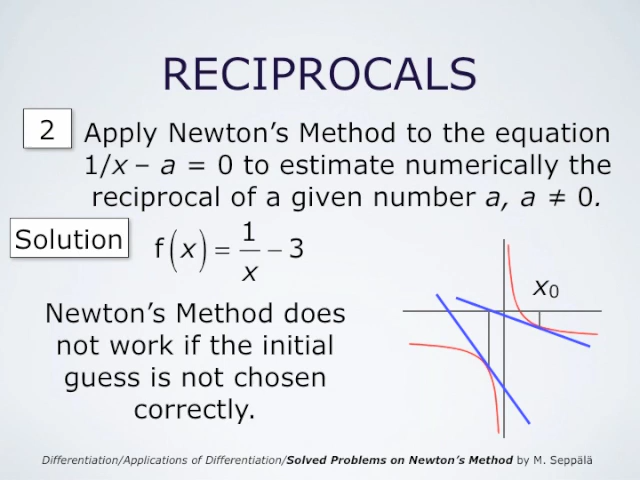 RECIPROCALS
2
Apply Newton’s Method to the equation
1/x – a = 0 to estimate numerically the
reciprocal of a given number a, a ≠ 0.
Solution
f(x) = 1/x − 3
x₀
Newton’s Method does
not work if the initial
guess is not chosen
correctly.
Differentiation/Applications of Differentiation/Solved Problems on Newton’s Method by M. Seppälä